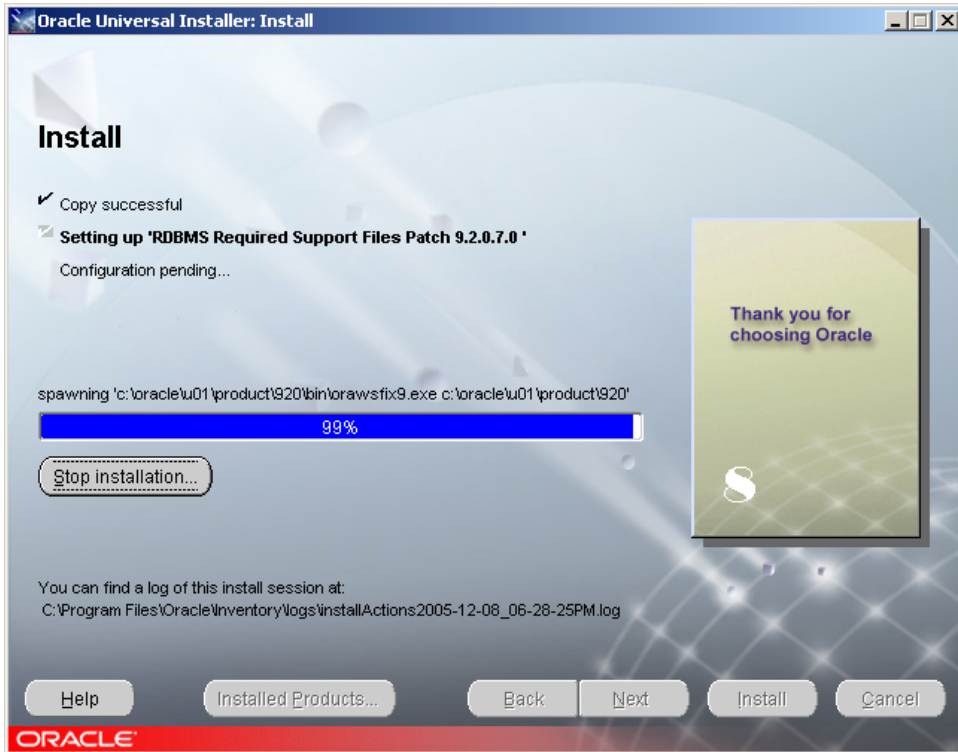 Oracle Universal Installer: Install
Install
Copy successful
Setting up 'RDBMS Required Support Files Patch 9.2.0.7.0 '
Configuration pending...
Thank you for
choosing Oracle
spawning 'c:\oracle\u01\product\920\bin\orawsfix9.exe c:\oracle\u01\product\920'
99%
Stop installation...
You can find a log of this install session at:
C:\Program Files\Oracle\Inventory\logs\installActions2005-12-08_06-28-25PM.log
Help
Installed Products...
Back
Next
Install
Cancel
ORACLE